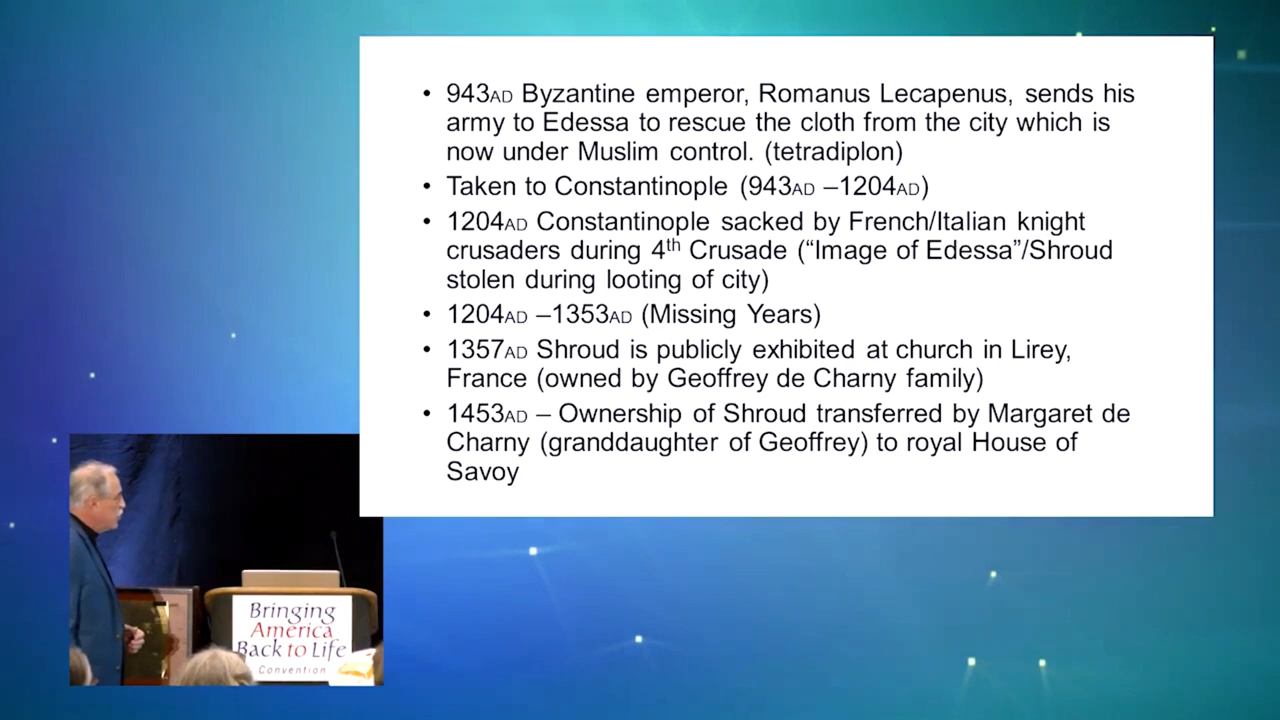 • 943AD Byzantine emperor, Romanus Lecapenus, sends his
army to Edessa to rescue the cloth from the city which is
now under Muslim control. (tetradiplon)
• Taken to Constantinople (943AD –1204AD)
• 1204AD Constantinople sacked by French/Italian knight
crusaders during 4th Crusade (“Image of Edessa”/Shroud
stolen during looting of city)
• 1204AD –1353AD (Missing Years)
• 1357AD Shroud is publicly exhibited at church in Lirey,
France (owned by Geoffrey de Charny family)
• 1453AD – Ownership of Shroud transferred by Margaret de
Charny (granddaughter of Geoffrey) to royal House of
Savoy
Bringing
America
Back to Life
Convention